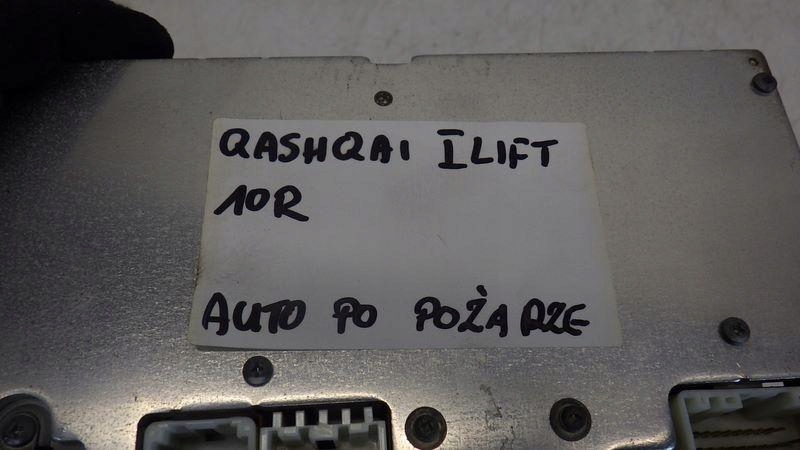 QASHQAI I LIFT
10R
AUTO PO POŻARZE